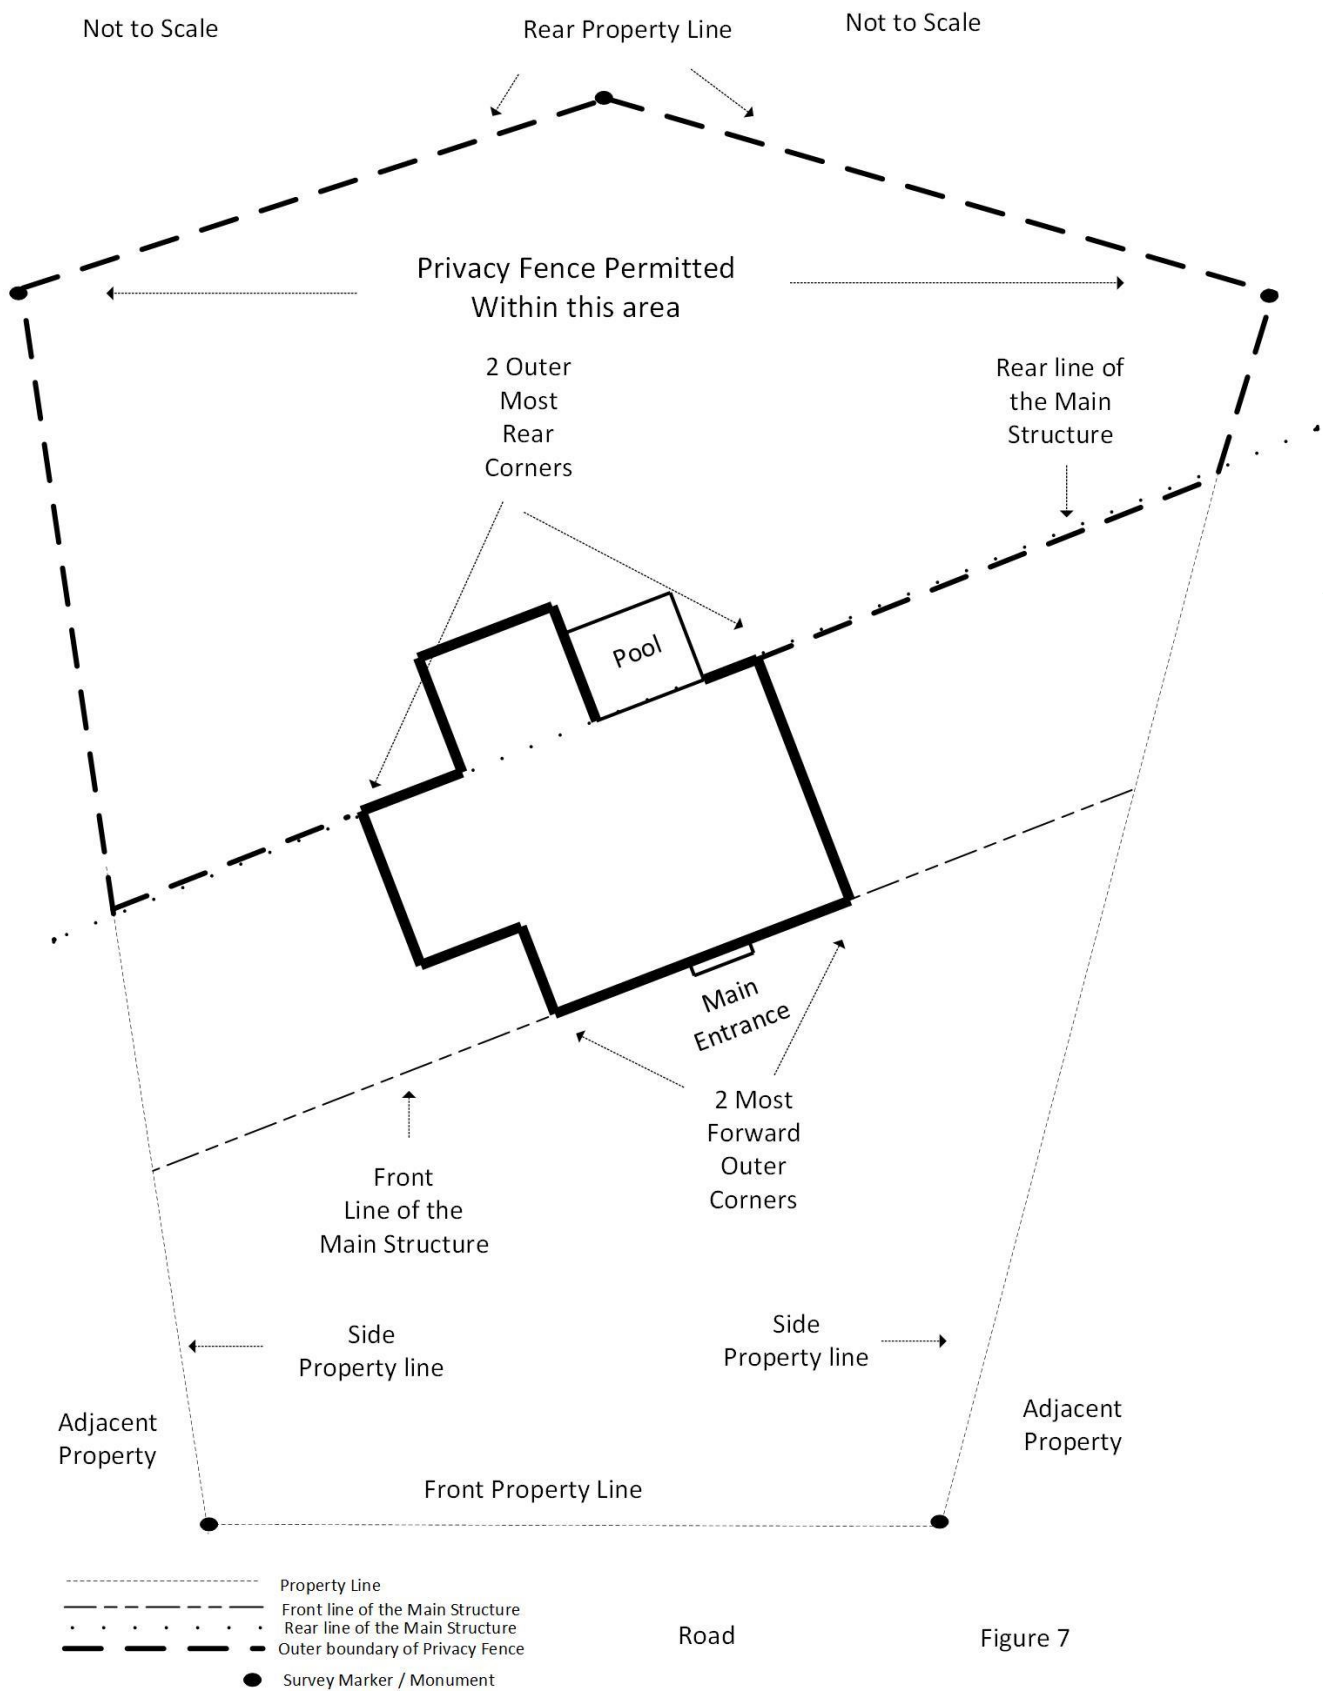 Not to Scale
Rear Property Line
Not to Scale
Privacy Fence Permitted
Within this area
2 Outer
Most
Rear
Corners
Rear line of
the Main
Structure
Pool
Main
Entrance
2 Most
Forward
Outer
Corners
Front
Line of the
Main Structure
Side
Property line
Side
Property line
Adjacent
Property
Adjacent
Property
Front Property Line
Property Line
Front line of the Main Structure
Rear line of the Main Structure
Outer boundary of Privacy Fence
Survey Marker / Monument
Road
Figure 7